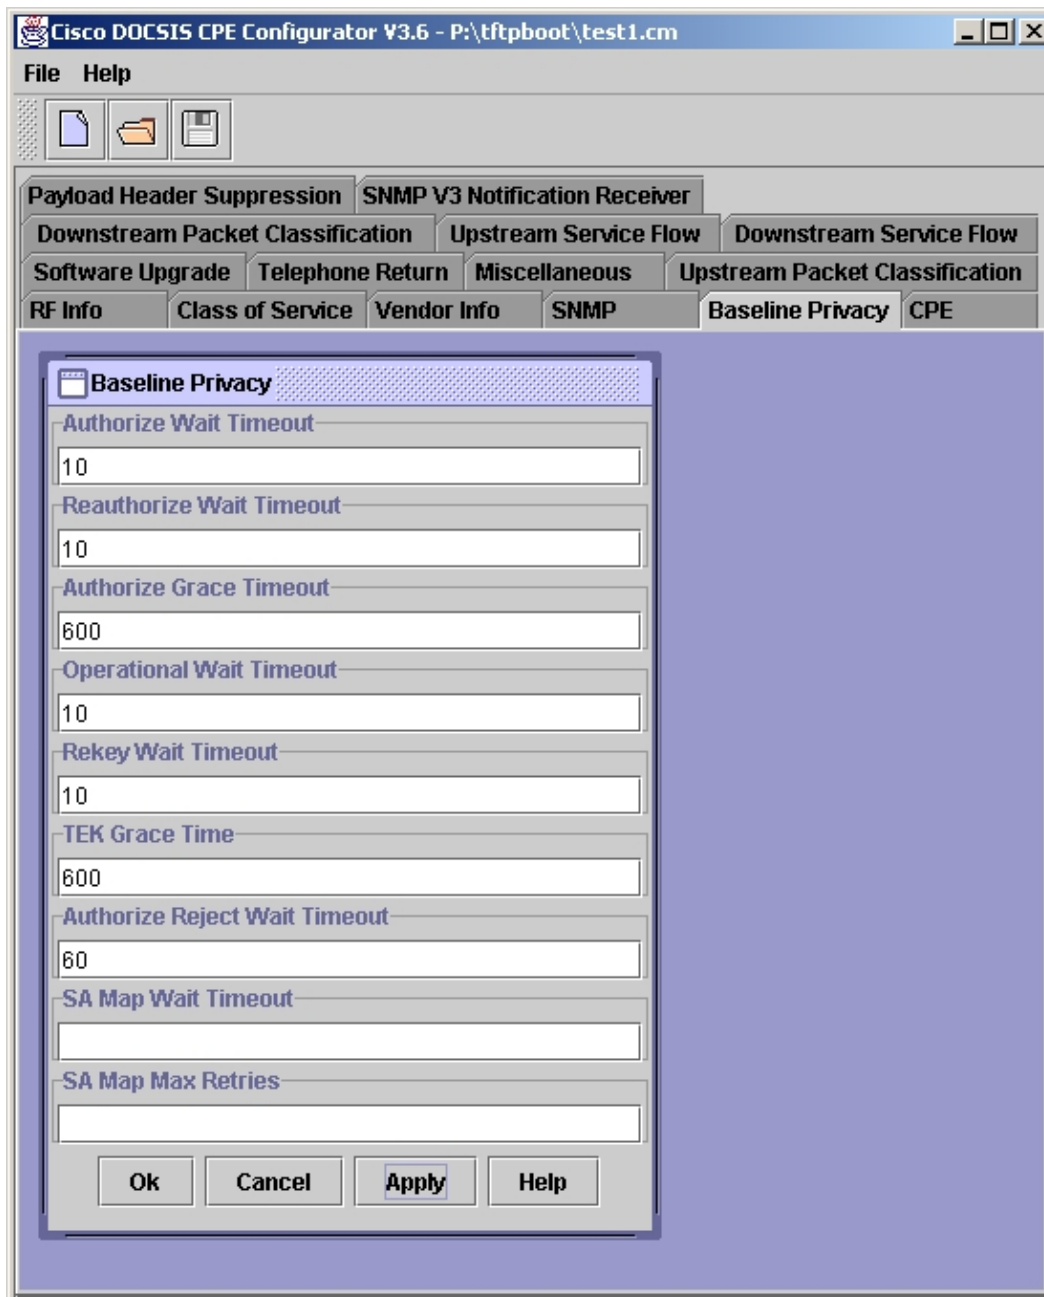 Cisco DOCSIS CPE Configurator V3.6 - P:\tftpboot\test1.cm
File Help
Payload Header Suppression SNMP V3 Notification Receiver
Downstream Packet Classification Upstream Service Flow Downstream Service Flow
Software Upgrade Telephone Return Miscellaneous Upstream Packet Classification
RF Info Class of Service Vendor Info SNMP Baseline Privacy CPE
Baseline Privacy
Authorize Wait Timeout
10
Reauthorize Wait Timeout
10
Authorize Grace Timeout
600
Operational Wait Timeout
10
Rekey Wait Timeout
10
TEK Grace Time
600
Authorize Reject Wait Timeout
60
SA Map Wait Timeout
SA Map Max Retries
Ok Cancel Apply Help